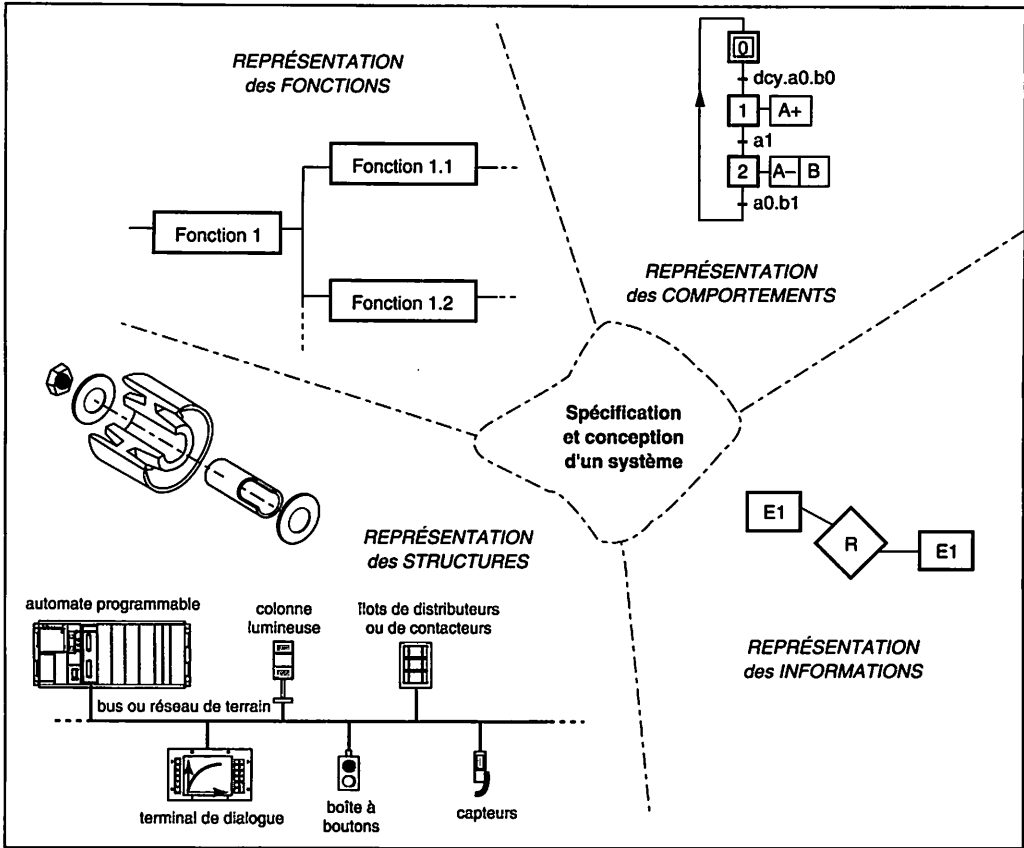 REPRÉSENTATION
des FONCTIONS
Fonction 1
Fonction 1.1
Fonction 1.2
0
dcy.a0.b0
1 A+
a1
2 A– B
a0.b1
REPRÉSENTATION
des COMPORTEMENTS
Spécification
et conception
d'un système
E1
R
E1
REPRÉSENTATION
des INFORMATIONS
REPRÉSENTATION
des STRUCTURES
automate programmable
colonne
lumineuse
îlots de distributeurs
ou de contacteurs
bus ou réseau de terrain
terminal de dialogue
boîte à
boutons
capteurs